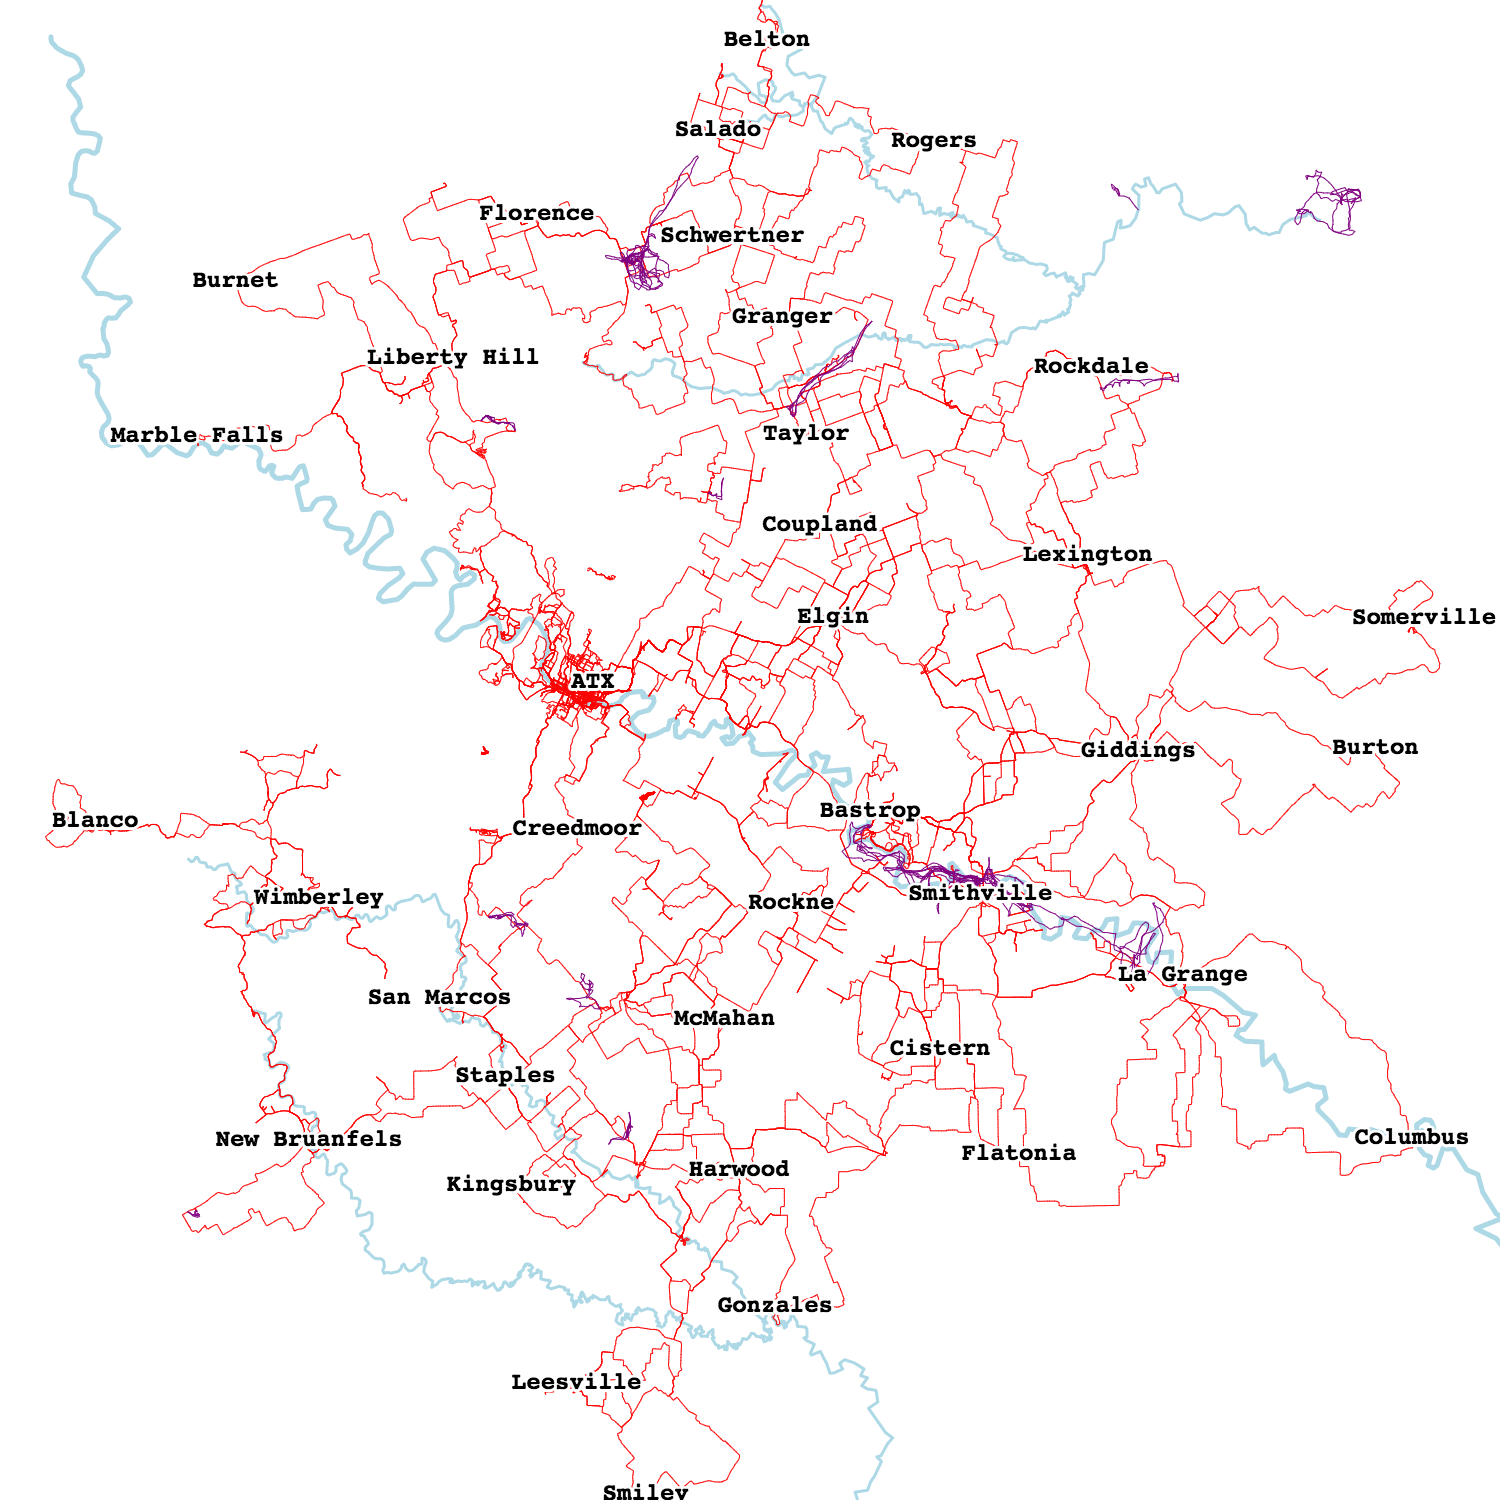 Belton
Salado
Rogers
Florence
Schwertner
Burnet
Granger
Liberty Hill
Rockdale
Marble Falls
Taylor
Coupland
Lexington
Elgin
Somerville
ATX
Giddings
Burton
Blanco
Creedmoor
Bastrop
Wimberley
Rockne
Smithville
San Marcos
La Grange
McMahan
Cistern
Staples
New Bruanfels
Flatonia
Columbus
Kingsbury
Harwood
Gonzales
Leesville
Smiley